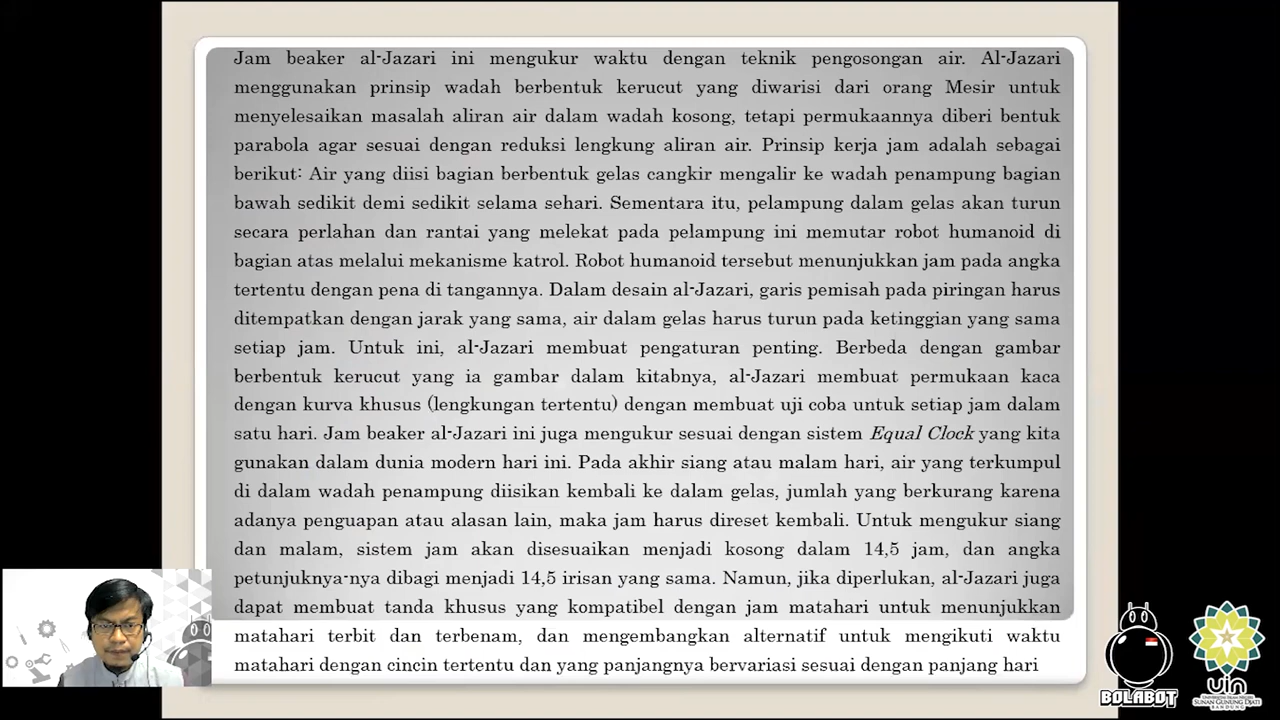 Jam beaker al-Jazari ini mengukur waktu dengan teknik pengosongan air. Al-Jazari
menggunakan prinsip wadah berbentuk kerucut yang diwarisi dari orang Mesir untuk
menyelesaikan masalah aliran air dalam wadah kosong, tetapi permukaannya diberi bentuk
parabola agar sesuai dengan reduksi lengkung aliran air. Prinsip kerja jam adalah sebagai
berikut: Air yang diisi bagian berbentuk gelas cangkir mengalir ke wadah penampung bagian
bawah sedikit demi sedikit selama sehari. Sementara itu, pelampung dalam gelas akan turun
secara perlahan dan rantai yang melekat pada pelampung ini memutar robot humanoid di
bagian atas melalui mekanisme katrol. Robot humanoid tersebut menunjukkan jam pada angka
tertentu dengan pena di tangannya. Dalam desain al-Jazari, garis pemisah pada piringan harus
ditempatkan dengan jarak yang sama, air dalam gelas harus turun pada ketinggian yang sama
setiap jam. Untuk ini, al-Jazari membuat pengaturan penting. Berbeda dengan gambar
berbentuk kerucut yang ia gambar dalam kitabnya, al-Jazari membuat permukaan kaca
dengan kurva khusus (lengkungan tertentu) dengan membuat uji coba untuk setiap jam dalam
satu hari. Jam beaker al-Jazari ini juga mengukur sesuai dengan sistem Equal Clock yang kita
gunakan dalam dunia modern hari ini. Pada akhir siang atau malam hari, air yang terkumpul
di dalam wadah penampung diisikan kembali ke dalam gelas, jumlah yang berkurang karena
adanya penguapan atau alasan lain, maka jam harus direset kembali. Untuk mengukur siang
dan malam, sistem jam akan disesuaikan menjadi kosong dalam 14,5 jam, dan angka
petunjuknya-nya dibagi menjadi 14,5 irisan yang sama. Namun, jika diperlukan, al-Jazari juga
dapat membuat tanda khusus yang kompatibel dengan jam matahari untuk menunjukkan
matahari terbit dan terbenam, dan mengembangkan alternatif untuk mengikuti waktu
matahari dengan cincin tertentu dan yang panjangnya bervariasi sesuai dengan panjang hari
BOLABOT
uin
UNIVERSITAS ISLAM NEGERI
SUNAN GUNUNG DJATI
BANDUNG